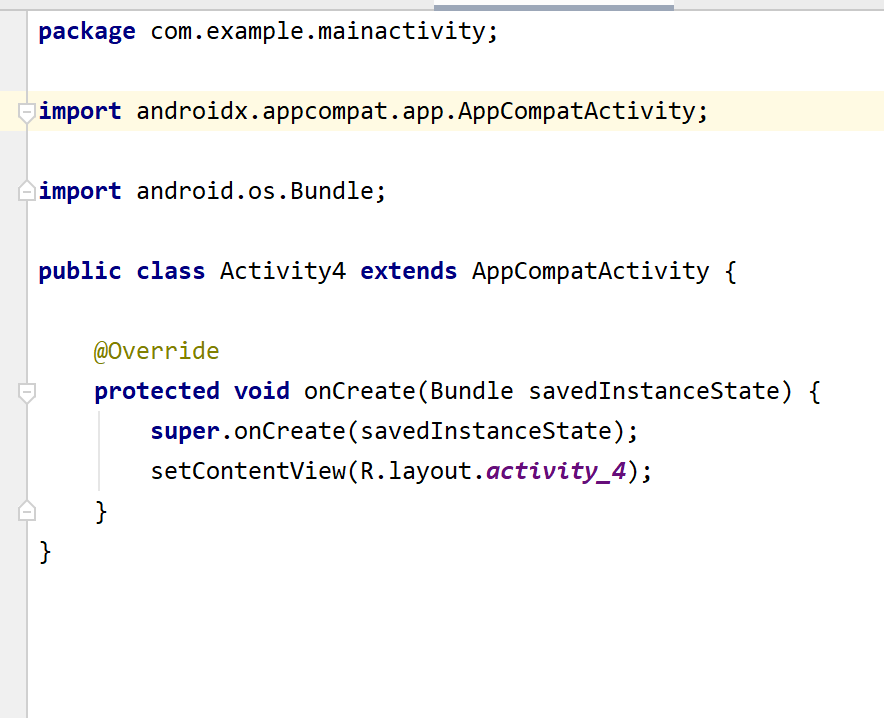 package com.example.mainactivity;
import androidx.appcompat.app.AppCompatActivity;
import android.os.Bundle;
public class Activity4 extends AppCompatActivity {
@Override
protected void onCreate(Bundle savedInstanceState) {
super.onCreate(savedInstanceState);
setContentView(R.layout.activity_4);
}
}